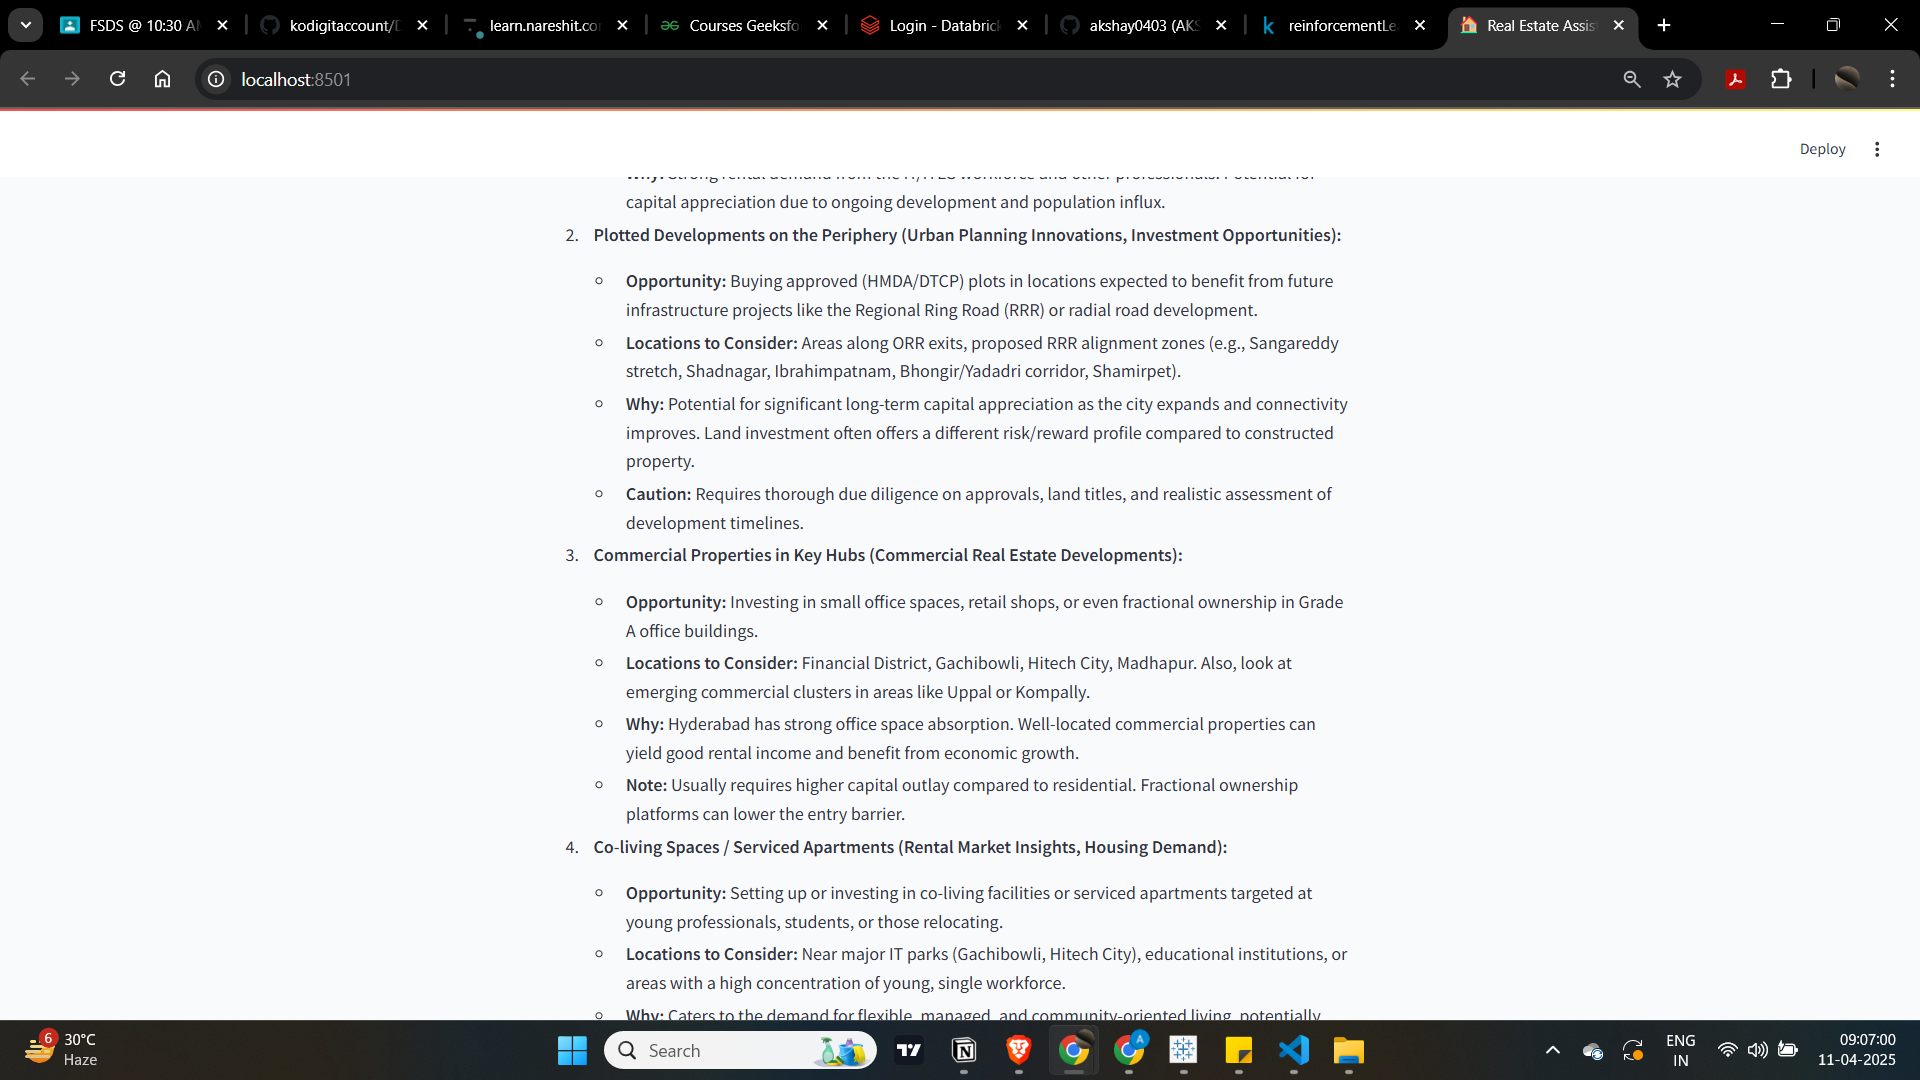 FSDS @ 10:30 AM
kodigitaccount/D
learn.nareshit.co
Courses Geeksfo
Login - Databrick
akshay0403 (AKS
reinforcementLe
Real Estate Assis
localhost:8501
Deploy
capital appreciation due to ongoing development and population influx.
2. Plotted Developments on the Periphery (Urban Planning Innovations, Investment Opportunities):
Opportunity: Buying approved (HMDA/DTCP) plots in locations expected to benefit from future
infrastructure projects like the Regional Ring Road (RRR) or radial road development.
Locations to Consider: Areas along ORR exits, proposed RRR alignment zones (e.g., Sangareddy
stretch, Shadnagar, Ibrahimpatnam, Bhongir/Yadadri corridor, Shamirpet).
Why: Potential for significant long-term capital appreciation as the city expands and connectivity
improves. Land investment often offers a different risk/reward profile compared to constructed
property.
Caution: Requires thorough due diligence on approvals, land titles, and realistic assessment of
development timelines.
3. Commercial Properties in Key Hubs (Commercial Real Estate Developments):
Opportunity: Investing in small office spaces, retail shops, or even fractional ownership in Grade
A office buildings.
Locations to Consider: Financial District, Gachibowli, Hitech City, Madhapur. Also, look at
emerging commercial clusters in areas like Uppal or Kompally.
Why: Hyderabad has strong office space absorption. Well-located commercial properties can
yield good rental income and benefit from economic growth.
Note: Usually requires higher capital outlay compared to residential. Fractional ownership
platforms can lower the entry barrier.
4. Co-living Spaces / Serviced Apartments (Rental Market Insights, Housing Demand):
Opportunity: Setting up or investing in co-living facilities or serviced apartments targeted at
young professionals, students, or those relocating.
Locations to Consider: Near major IT parks (Gachibowli, Hitech City), educational institutions, or
areas with a high concentration of young, single workforce.
Why: Caters to the demand for flexible, managed, and community-oriented living, potentially
6
30°C
Haze
Search
A
ENG
IN
09:07:00
11-04-2025